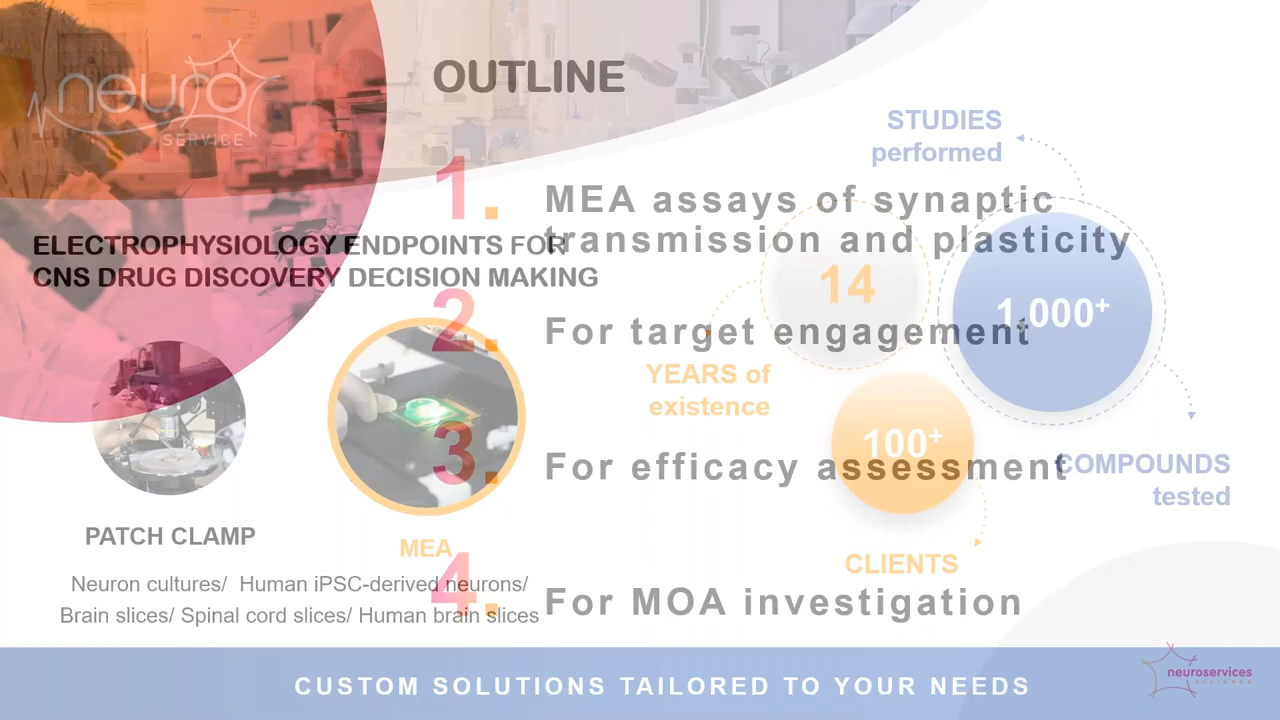 neuro
SERVICE
OUTLINE
STUDIES
performed
1.
MEA assays of synaptic
transmission and plasticity
ELECTROPHYSIOLOGY ENDPOINTS FOR
CNS DRUG DISCOVERY DECISION MAKING
14
1 000+
2.
For target engagement
YEARS of
existence
100+
3.
For efficacy assessment
COMPOUNDS
tested
PATCH CLAMP
MEA
CLIENTS
Neuron cultures/ Human iPSC-derived neurons/
Brain slices/ Spinal cord slices/ Human brain slices
4.
For MOA investigation
CUSTOM SOLUTIONS TAILORED TO YOUR NEEDS
neuroservices
ALLIANCE